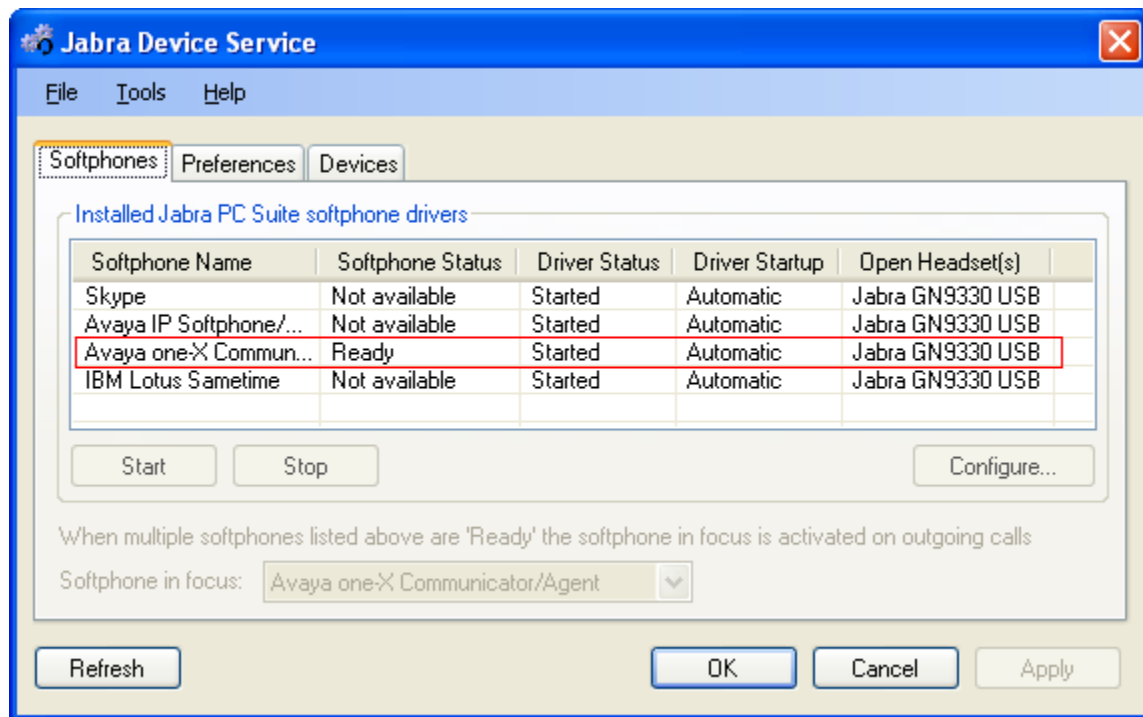 Jabra Device Service
File Tools Help
Softphones Preferences Devices
Installed Jabra PC Suite softphone drivers
Softphone Name Softphone Status Driver Status Driver Startup Open Headset(s)
Skype Not available Started Automatic Jabra GN9330 USB
Avaya IP Softphone/... Not available Started Automatic Jabra GN9330 USB
Avaya one-X Commun... Ready Started Automatic Jabra GN9330 USB
IBM Lotus Sametime Not available Started Automatic Jabra GN9330 USB
Start Stop Configure...
When multiple softphones listed above are 'Ready' the softphone in focus is activated on outgoing calls
Softphone in focus: Avaya one-X Communicator/Agent
Refresh OK Cancel Apply